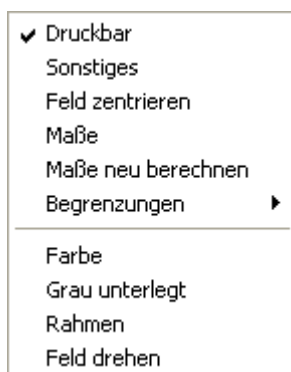 Druckbar
Sonstiges
Feld zentrieren
Maße
Maße neu berechnen
Begrenzungen
Farbe
Grau unterlegt
Rahmen
Feld drehen